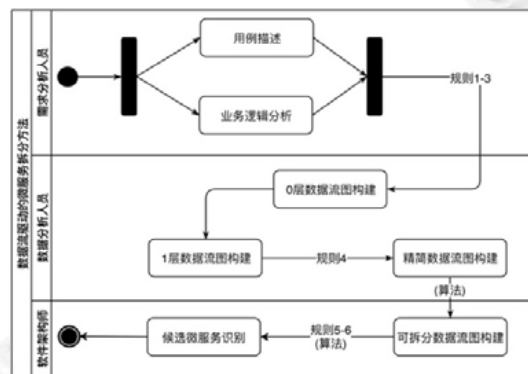 数据流驱动的微服务拆分方法
需求分析人员
用例描述
业务逻辑分析
规则1-3
数据分析人员
0层数据流图构建
1层数据流图构建
规则4
精简数据流图构建
(算法)
软件架构师
候选微服务识别
规则5-6
(算法)
可拆分数据流图构建